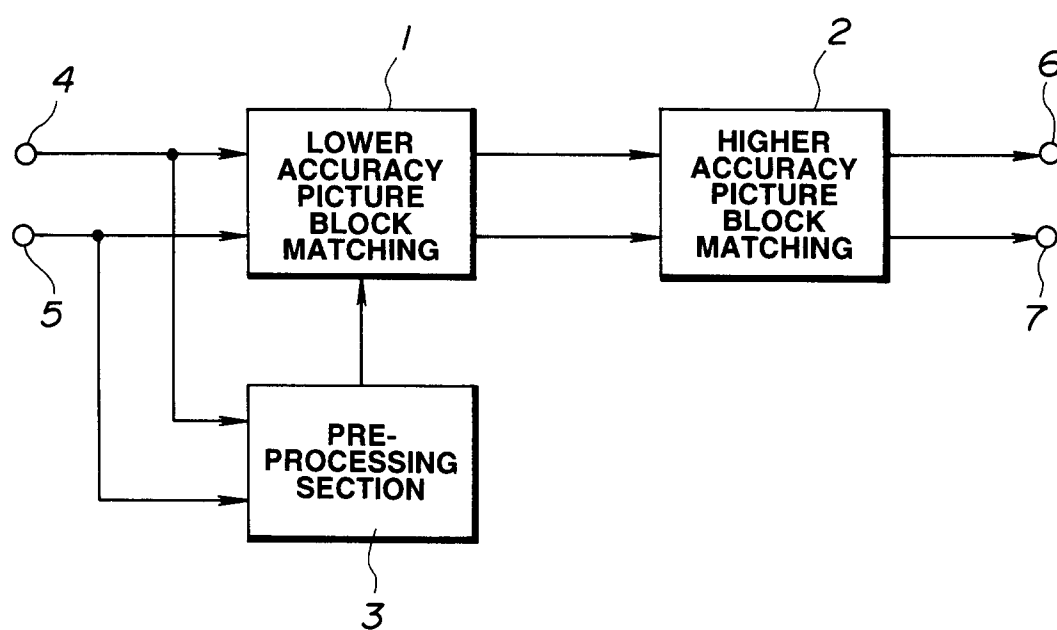 1
2
4
6
LOWER
ACCURACY
PICTURE
BLOCK
MATCHING
HIGHER
ACCURACY
PICTURE
BLOCK
MATCHING
5
7
PRE-
PROCESSING
SECTION
3